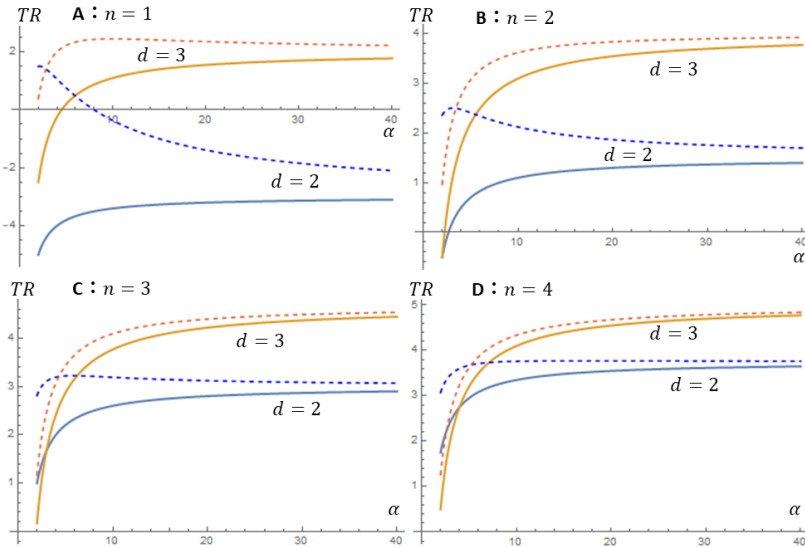 TR A：n = 1
2
d = 3
10 20 30 40
α
-2
d = 2
-4
TR B：n = 2
4
d = 3
3
2
d = 2
1
10 20 30 40
α
TR C：n = 3
4
d = 3
3
d = 2
2
1
α
10 20 30 40
TR D：n = 4
5
d = 3
4
d = 2
3
2
1
α
10 20 30 40